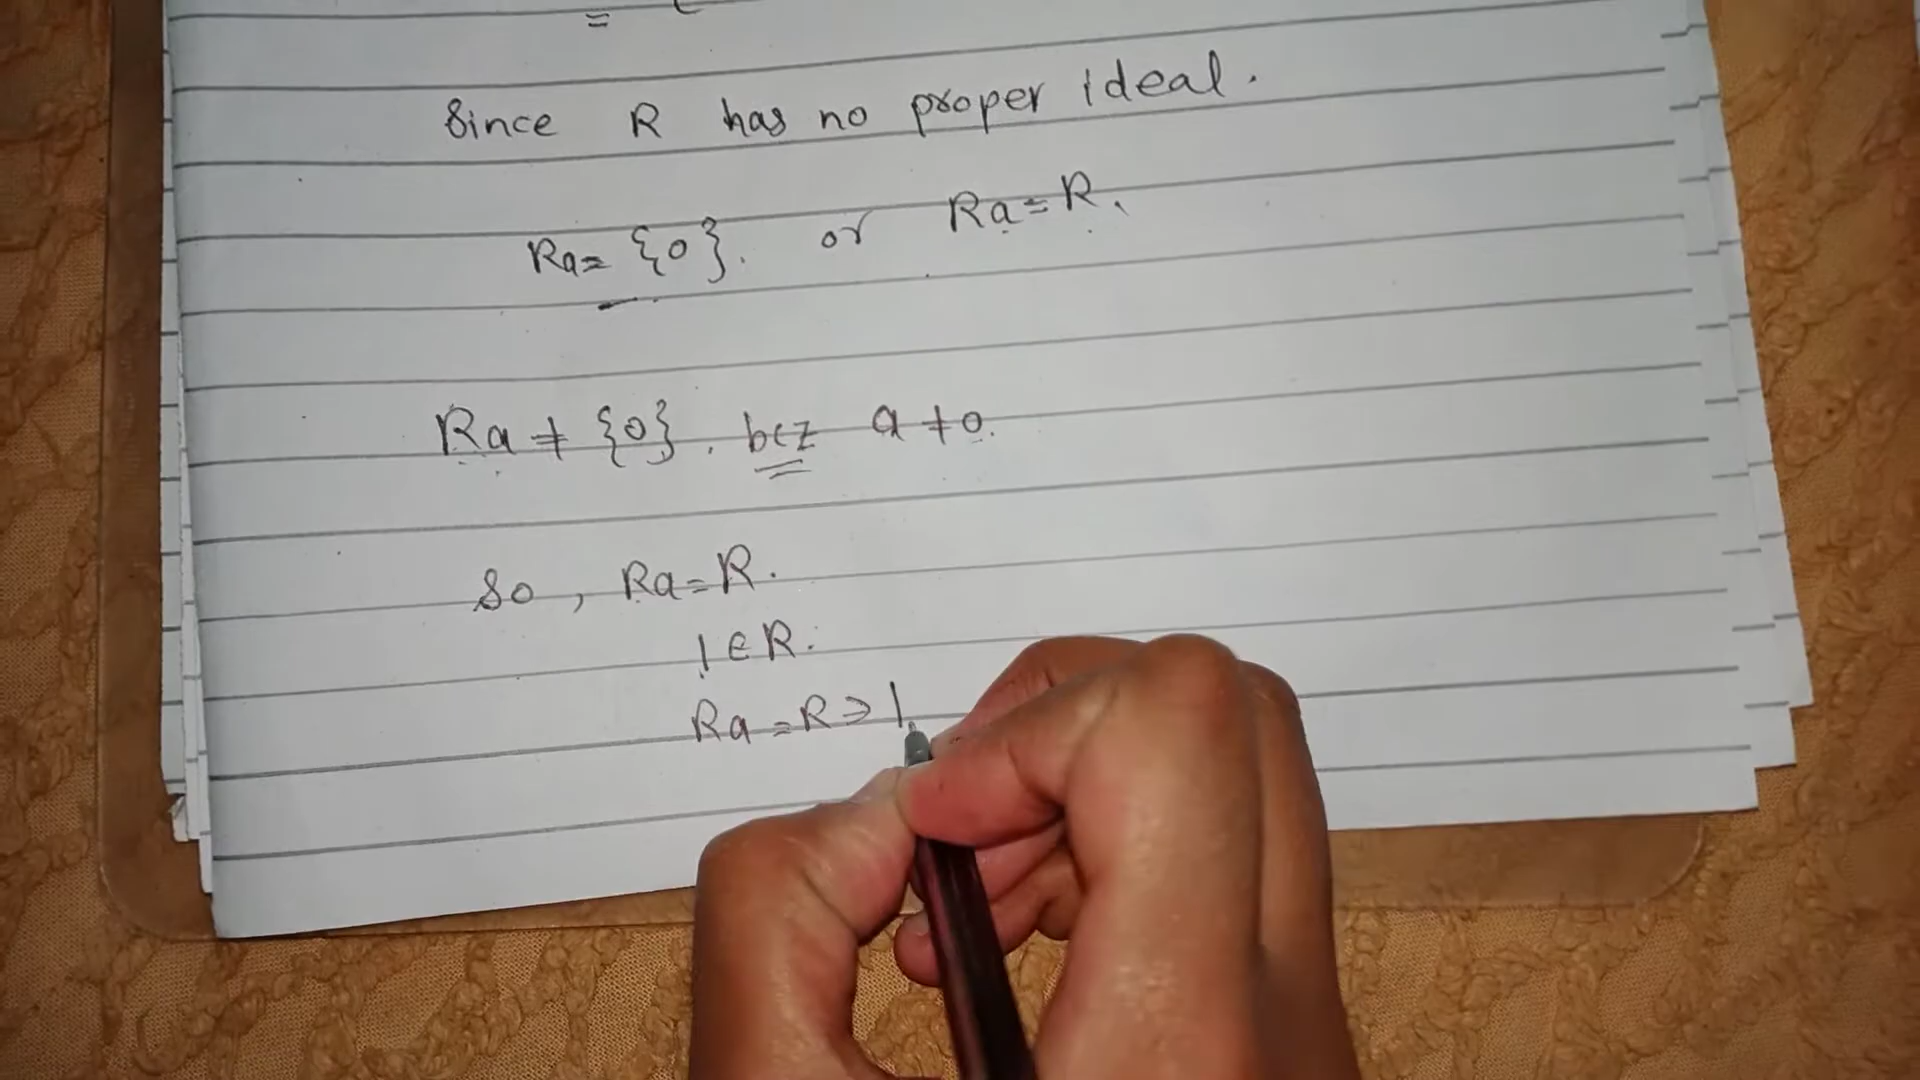 =
Since R has no proper ideal.
Ra = {0}. or Ra = R.
Ra ≠ {0}. bcz a ≠ 0.
So, Ra = R.
1 ∈ R.
Ra = R ∋ 1